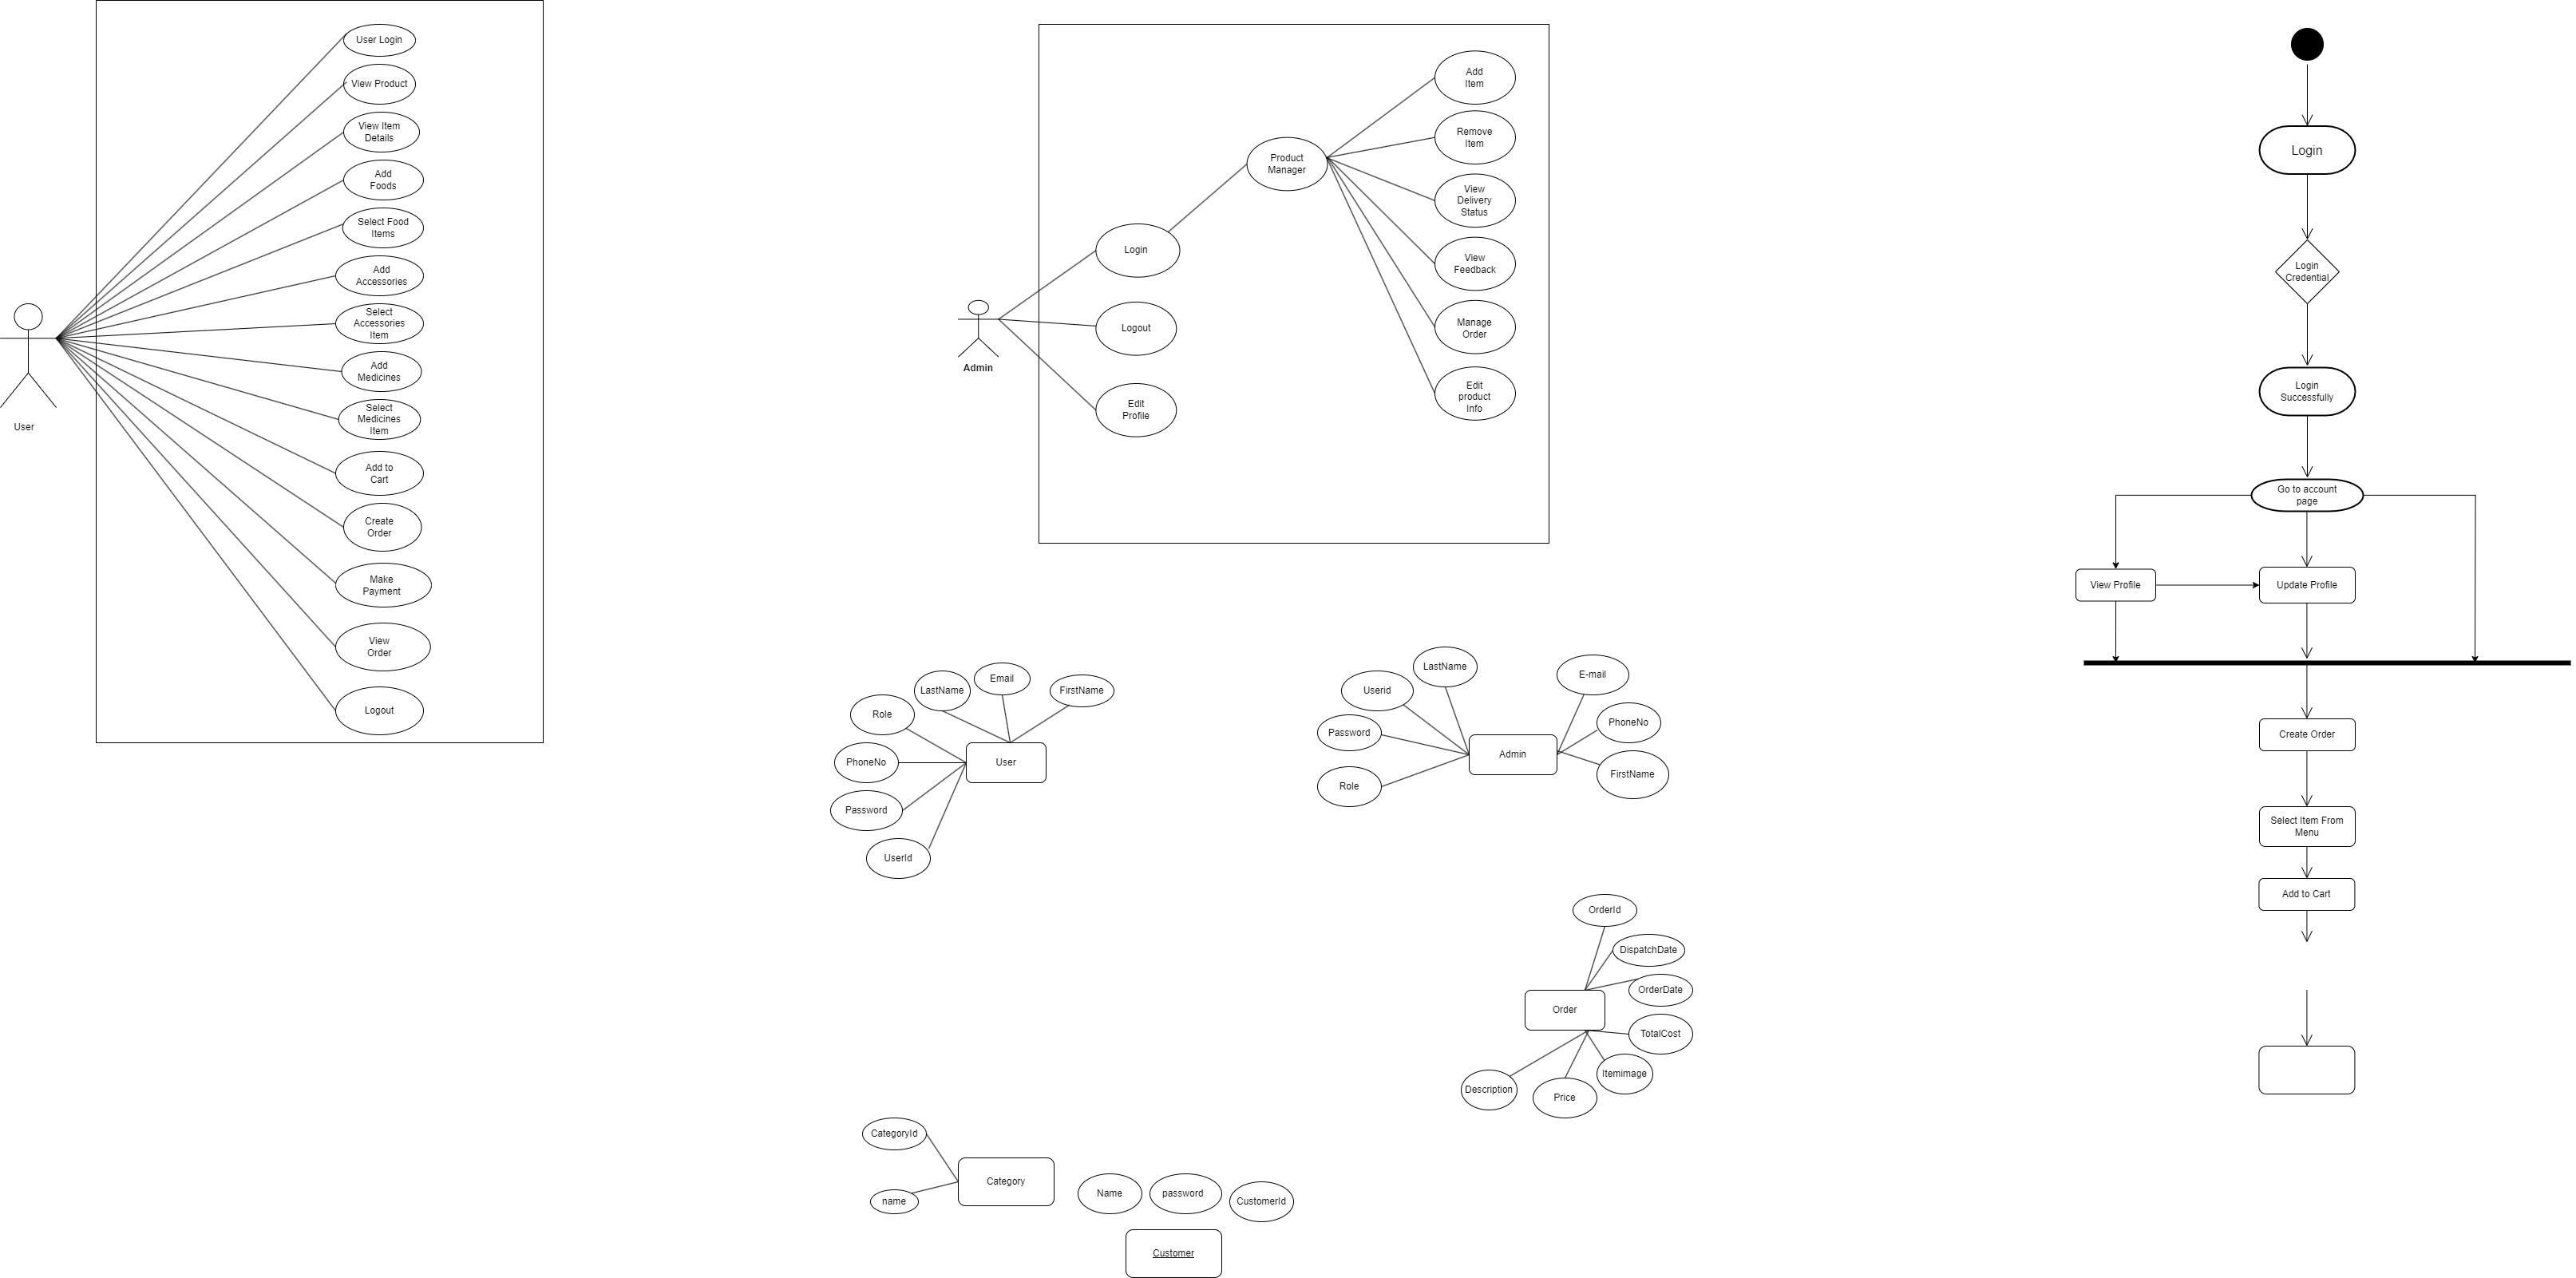 User Login
View Product
View Item
Details
Add
Foods
Select Food
Items
Add
Accessories
Select
Accessories
Item
Add
Medicines
Select
Medicines
Item
Add to
Cart
Create
Order
Make
Payment
View
Order
Logout
User
Add
Item
Remove
Item
View
Delivery
Status
View
Feedback
Manage
Order
Edit
product
Info
Product
Manager
Login
Logout
Edit
Profile
Admin
LastName
Email
FirstName
Role
PhoneNo
Password
UserId
User
LastName
E-mail
Userid
PhoneNo
Password
FirstName
Role
Admin
OrderId
DispatchDate
OrderDate
Order
TotalCost
Itemimage
Description
Price
CategoryId
name
Category
Name
password
CustomerId
Customer
Login
Login
Credential
Login
Successfully
Go to account
page
View Profile
Update Profile
Create Order
Select Item From
Menu
Add to Cart